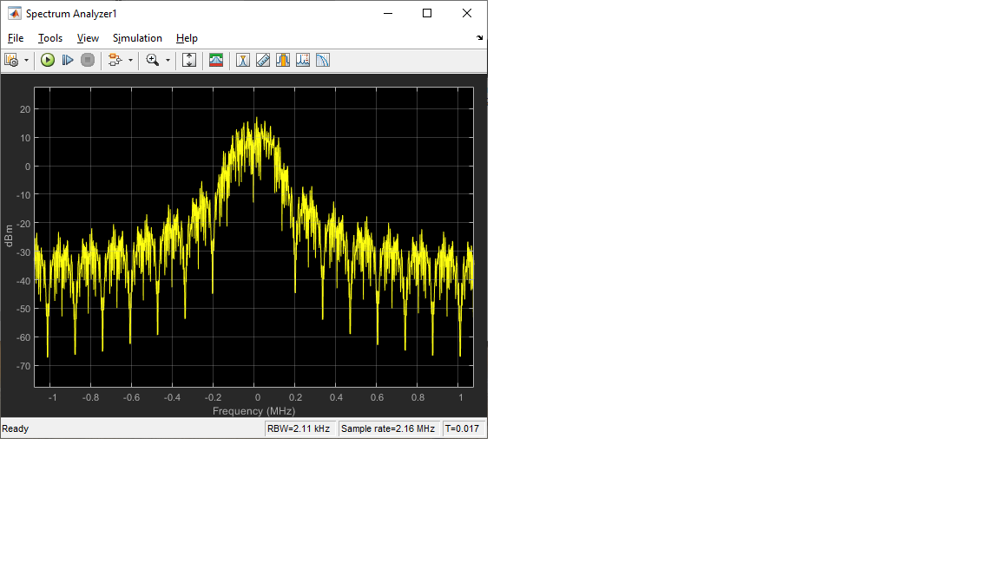 Spectrum Analyzer1
File Tools View Simulation Help
20
10
0
-10
-20
-30
-40
-50
-60
-70
dBm
-1 -0.8 -0.6 -0.4 -0.2 0 0.2 0.4 0.6 0.8 1
Frequency (MHz)
Ready RBW=2.11 kHz Sample rate=2.16 MHz T=0.017